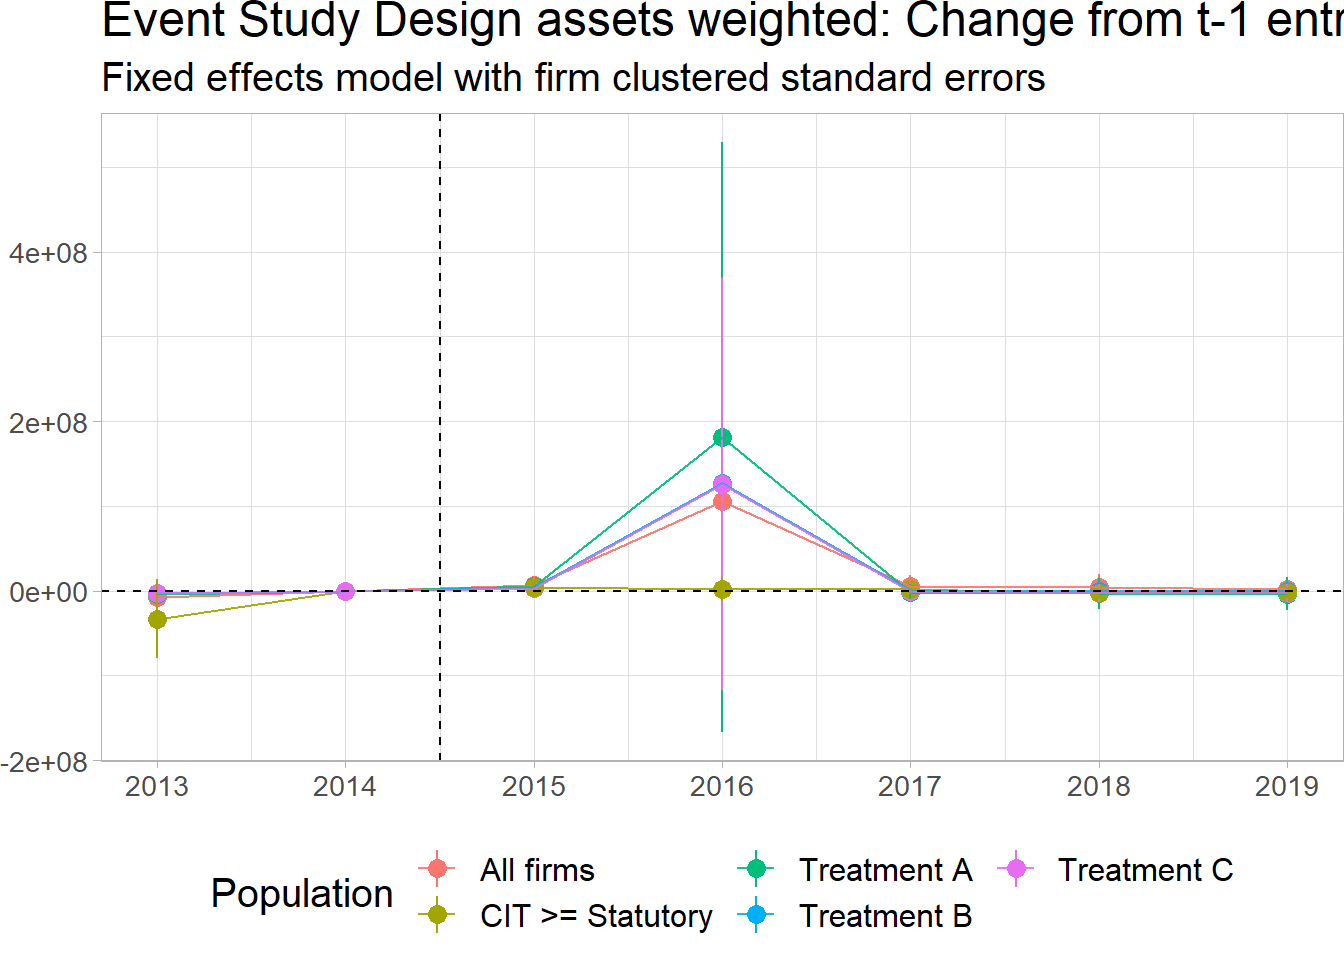 Event Study Design assets weighted: Change from t-1 entr
Fixed effects model with firm clustered standard errors
4e+08
2e+08
0e+00
-2e+08
2013 2014 2015 2016 2017 2018 2019
Population
All firms
CIT >= Statutory
Treatment A
Treatment B
Treatment C